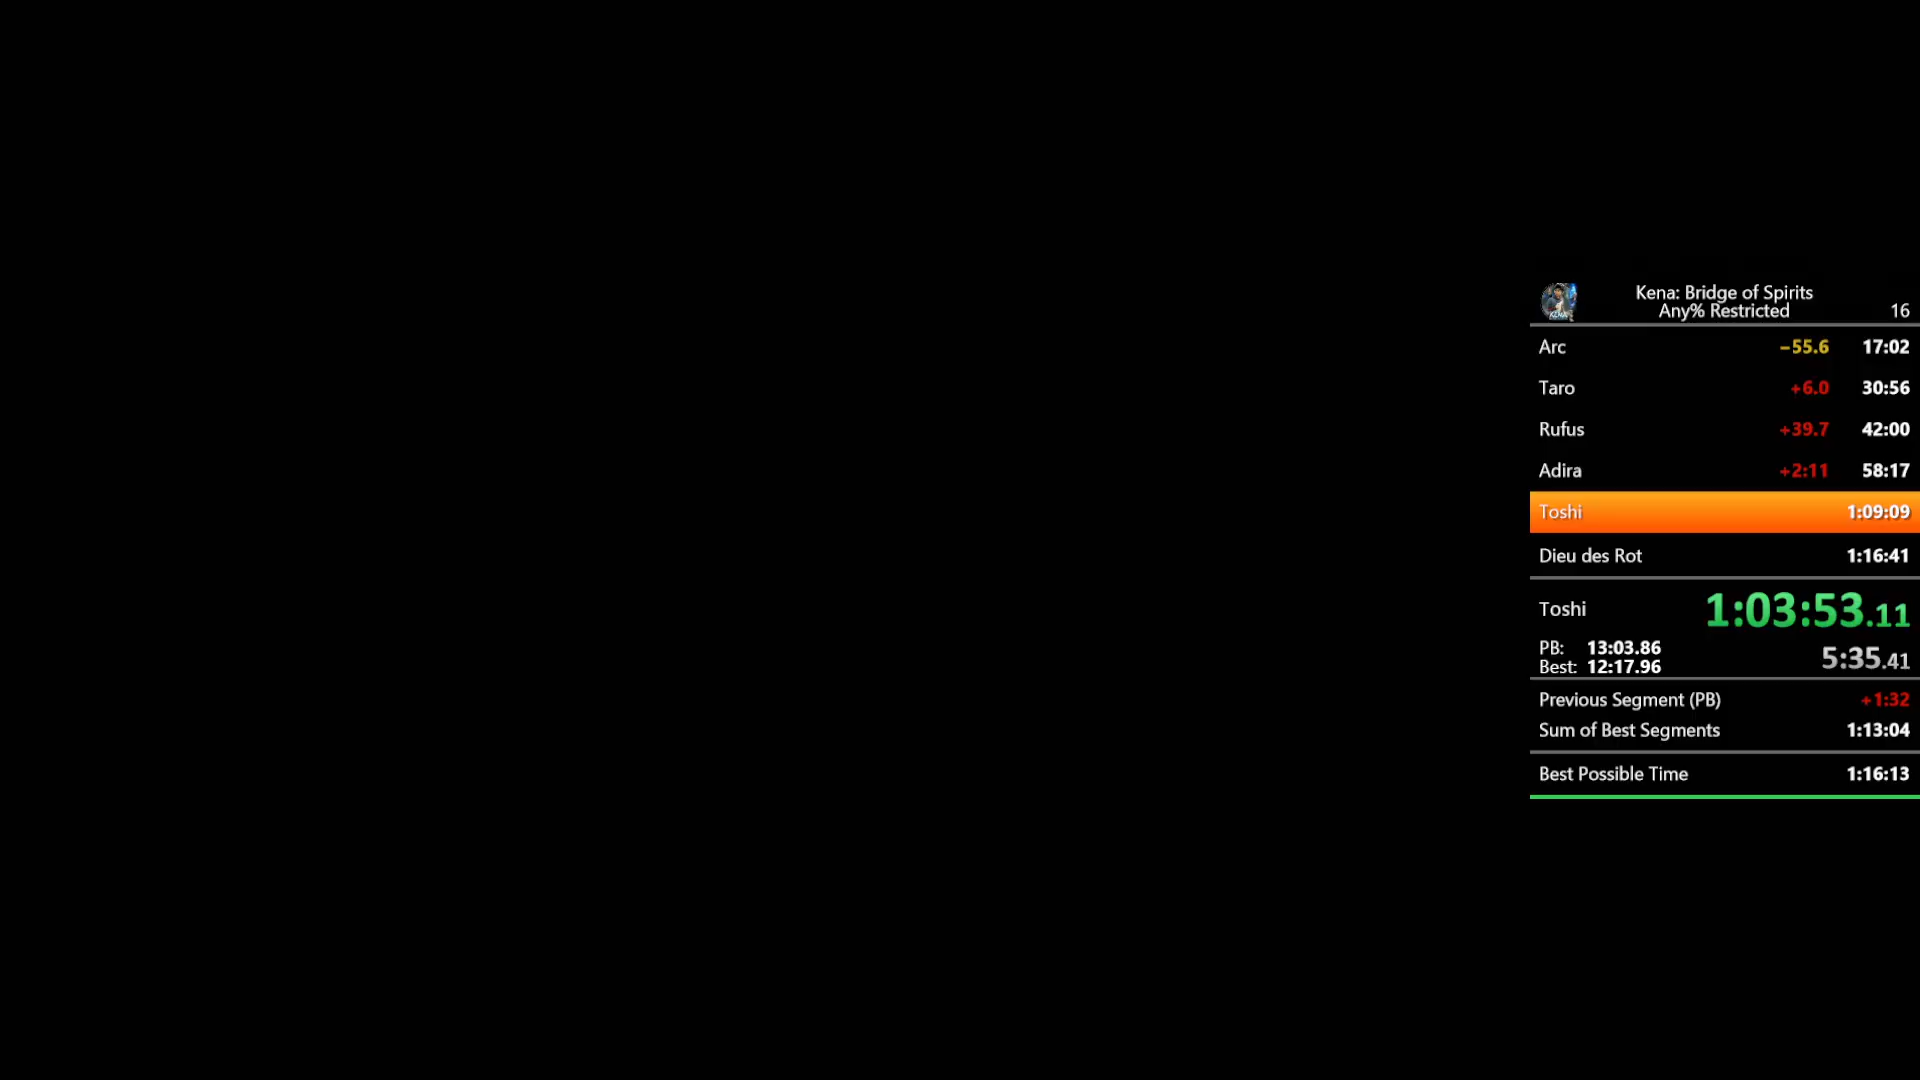 Kena: Bridge of Spirits
Any% Restricted 16
Arc −55.6 17:02
Taro +6.0 30:56
Rufus +39.7 42:00
Adira +2:11 58:17
Toshi 1:09:09
Dieu des Rot 1:16:41
Toshi 1:03:53.11
PB: 13:03.86
Best: 12:17.96 5:35.41
Previous Segment (PB) +1:32
Sum of Best Segments 1:13:04
Best Possible Time 1:16:13